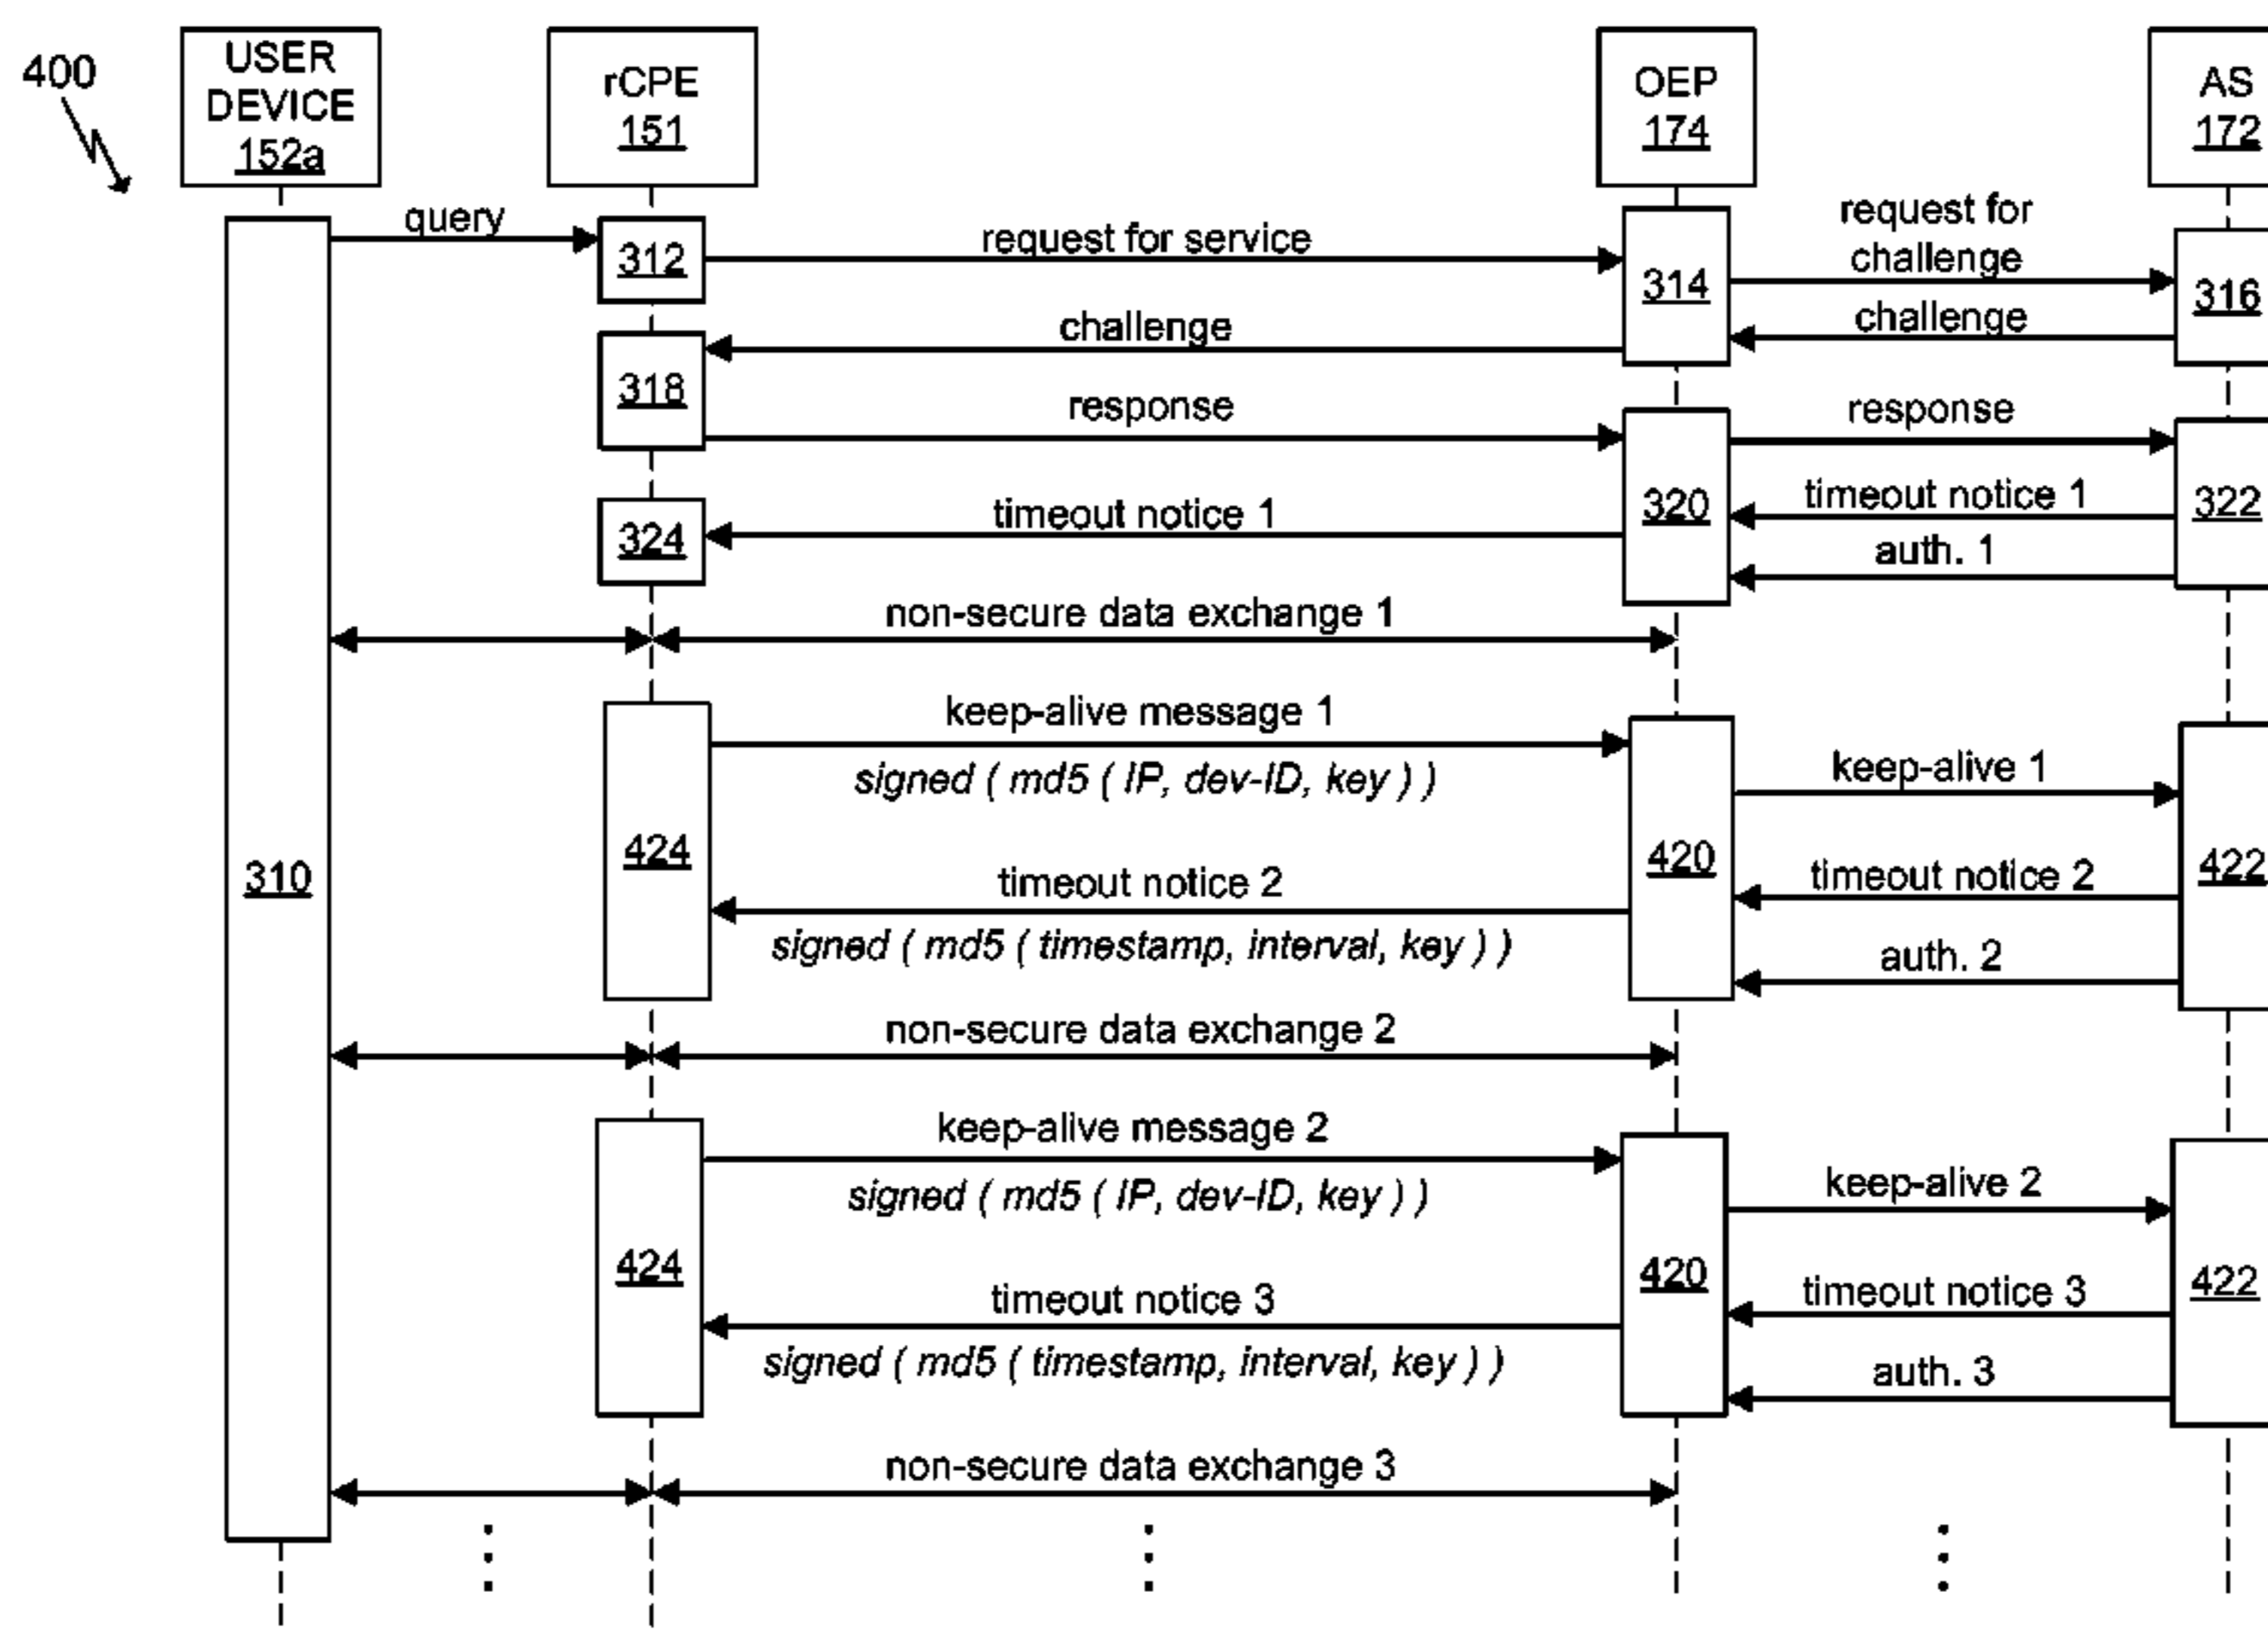 400
USER
DEVICE
152a
rCPE
151
OEP
174
AS
172
query
312
request for service
314
request for
challenge
316
challenge
challenge
318
response
response
320
322
timeout notice 1
timeout notice 1
324
auth. 1
non-secure data exchange 1
keep-alive message 1
signed ( md5 ( IP, dev-ID, key ) )
keep-alive 1
310
424
420
422
timeout notice 2
timeout notice 2
signed ( md5 ( timestamp, interval, key ) )
auth. 2
non-secure data exchange 2
keep-alive message 2
signed ( md5 ( IP, dev-ID, key ) )
keep-alive 2
424
420
422
timeout notice 3
timeout notice 3
signed ( md5 ( timestamp, interval, key ) )
auth. 3
non-secure data exchange 3